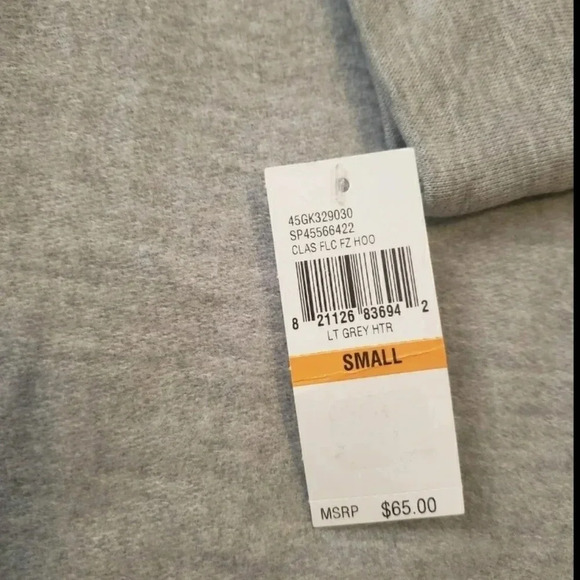 45GK329030
SP45566422
CLAS FLC FZ HOO
8 21126 83694 2
LT GREY HTR
SMALL
MSRP $65.00